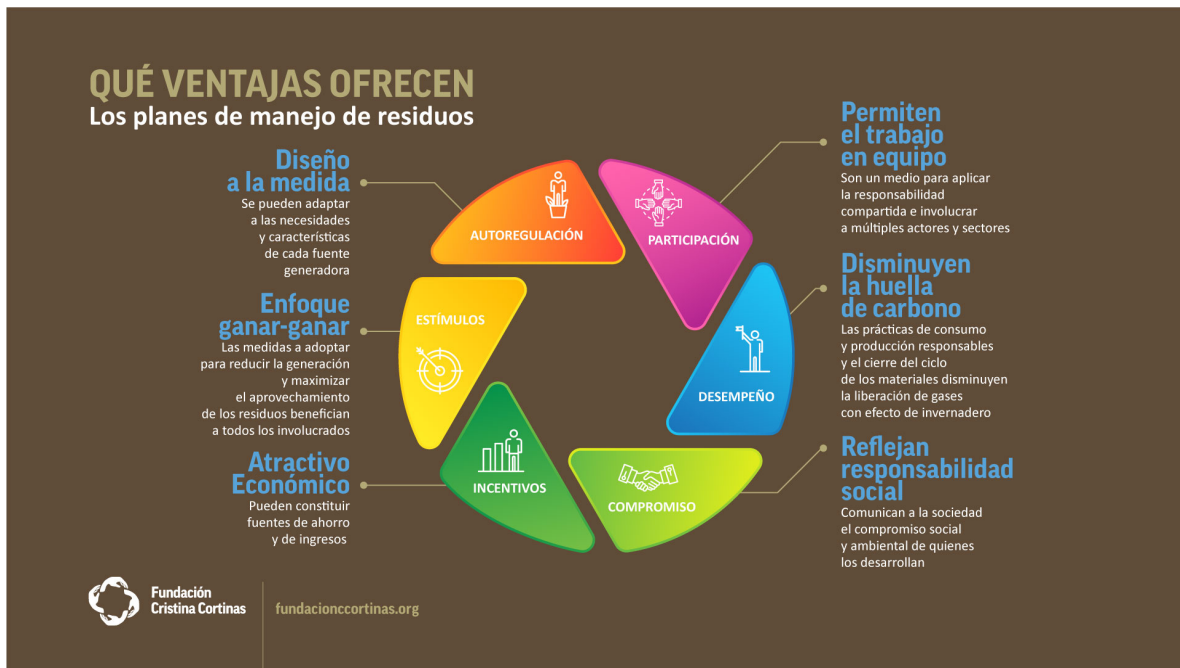 QUÉ VENTAJAS OFRECEN
Los planes de manejo de residuos
Diseño
a la medida
Se pueden adaptar
a las necesidades
y características
de cada fuente
generadora
Enfoque
ganar-ganar
Las medidas a adoptar
para reducir la generación
y maximizar
el aprovechamiento
de los residuos benefician
a todos los involucrados
Atractivo
Económico
Pueden constituir
fuentes de ahorro
y de ingresos
AUTOREGULACIÓN
PARTICIPACIÓN
ESTÍMULOS
DESEMPEÑO
INCENTIVOS
COMPROMISO
Permiten
el trabajo
en equipo
Son un medio para aplicar
la responsabilidad
compartida e involucrar
a múltiples actores y sectores
Disminuyen
la huella
de carbono
Las prácticas de consumo
y producción responsables
y el cierre del ciclo
de los materiales disminuyen
la liberación de gases
con efecto de invernadero
Reflejan
responsabilidad
social
Comunican a la sociedad
el compromiso social
y ambiental de quienes
los desarrollan
Fundación
Cristina Cortinas
fundacionccortinas.org